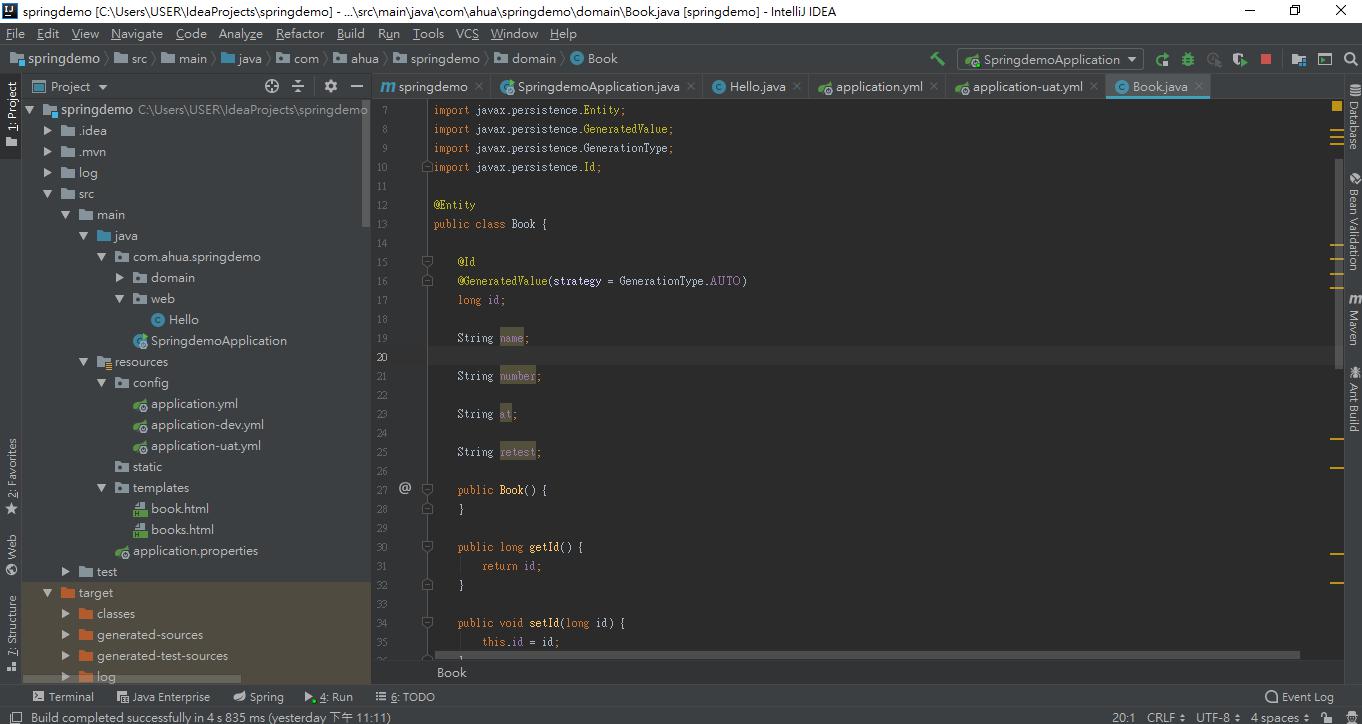 springdemo [C:\Users\USER\IdeaProjects\springdemo] - ...\src\main\java\com\ahua\springdemo\domain\Book.java [springdemo] - IntelliJ IDEA
File Edit View Navigate Code Analyze Refactor Build Run Tools VCS Window Help
springdemo src main java com ahua springdemo domain Book SpringdemoApplication
Project springdemo SpringdemoApplication.java Hello.java application.yml application-uat.yml Book.java
1: Project
2: Favorites
Web
7: Structure
springdemo C:\Users\USER\IdeaProjects\springdemo
.idea
.mvn
log
src
main
java
com.ahua.springdemo
domain
web
Hello
SpringdemoApplication
resources
config
application.yml
application-dev.yml
application-uat.yml
static
templates
book.html
books.html
application.properties
test
target
classes
generated-sources
generated-test-sources
log
7 import javax.persistence.Entity;
8 import javax.persistence.GeneratedValue;
9 import javax.persistence.GenerationType;
10 import javax.persistence.Id;
11
12 @Entity
13 public class Book {
14
15 @Id
16 @GeneratedValue(strategy = GenerationType.AUTO)
17 long id;
18
19 String name;
20
21 String number;
22
23 String at;
24
25 String retest;
26
27 @ public Book() {
28 }
29
30 public long getId() {
31 return id;
32 }
33
34 public void setId(long id) {
35 this.id = id;
Book
Database
Bean Validation
Maven
Ant Build
Terminal Java Enterprise Spring 4: Run 6: TODO Event Log
Build completed successfully in 4 s 835 ms (yesterday 下午 11:11) 20:1 CRLF UTF-8 4 spaces